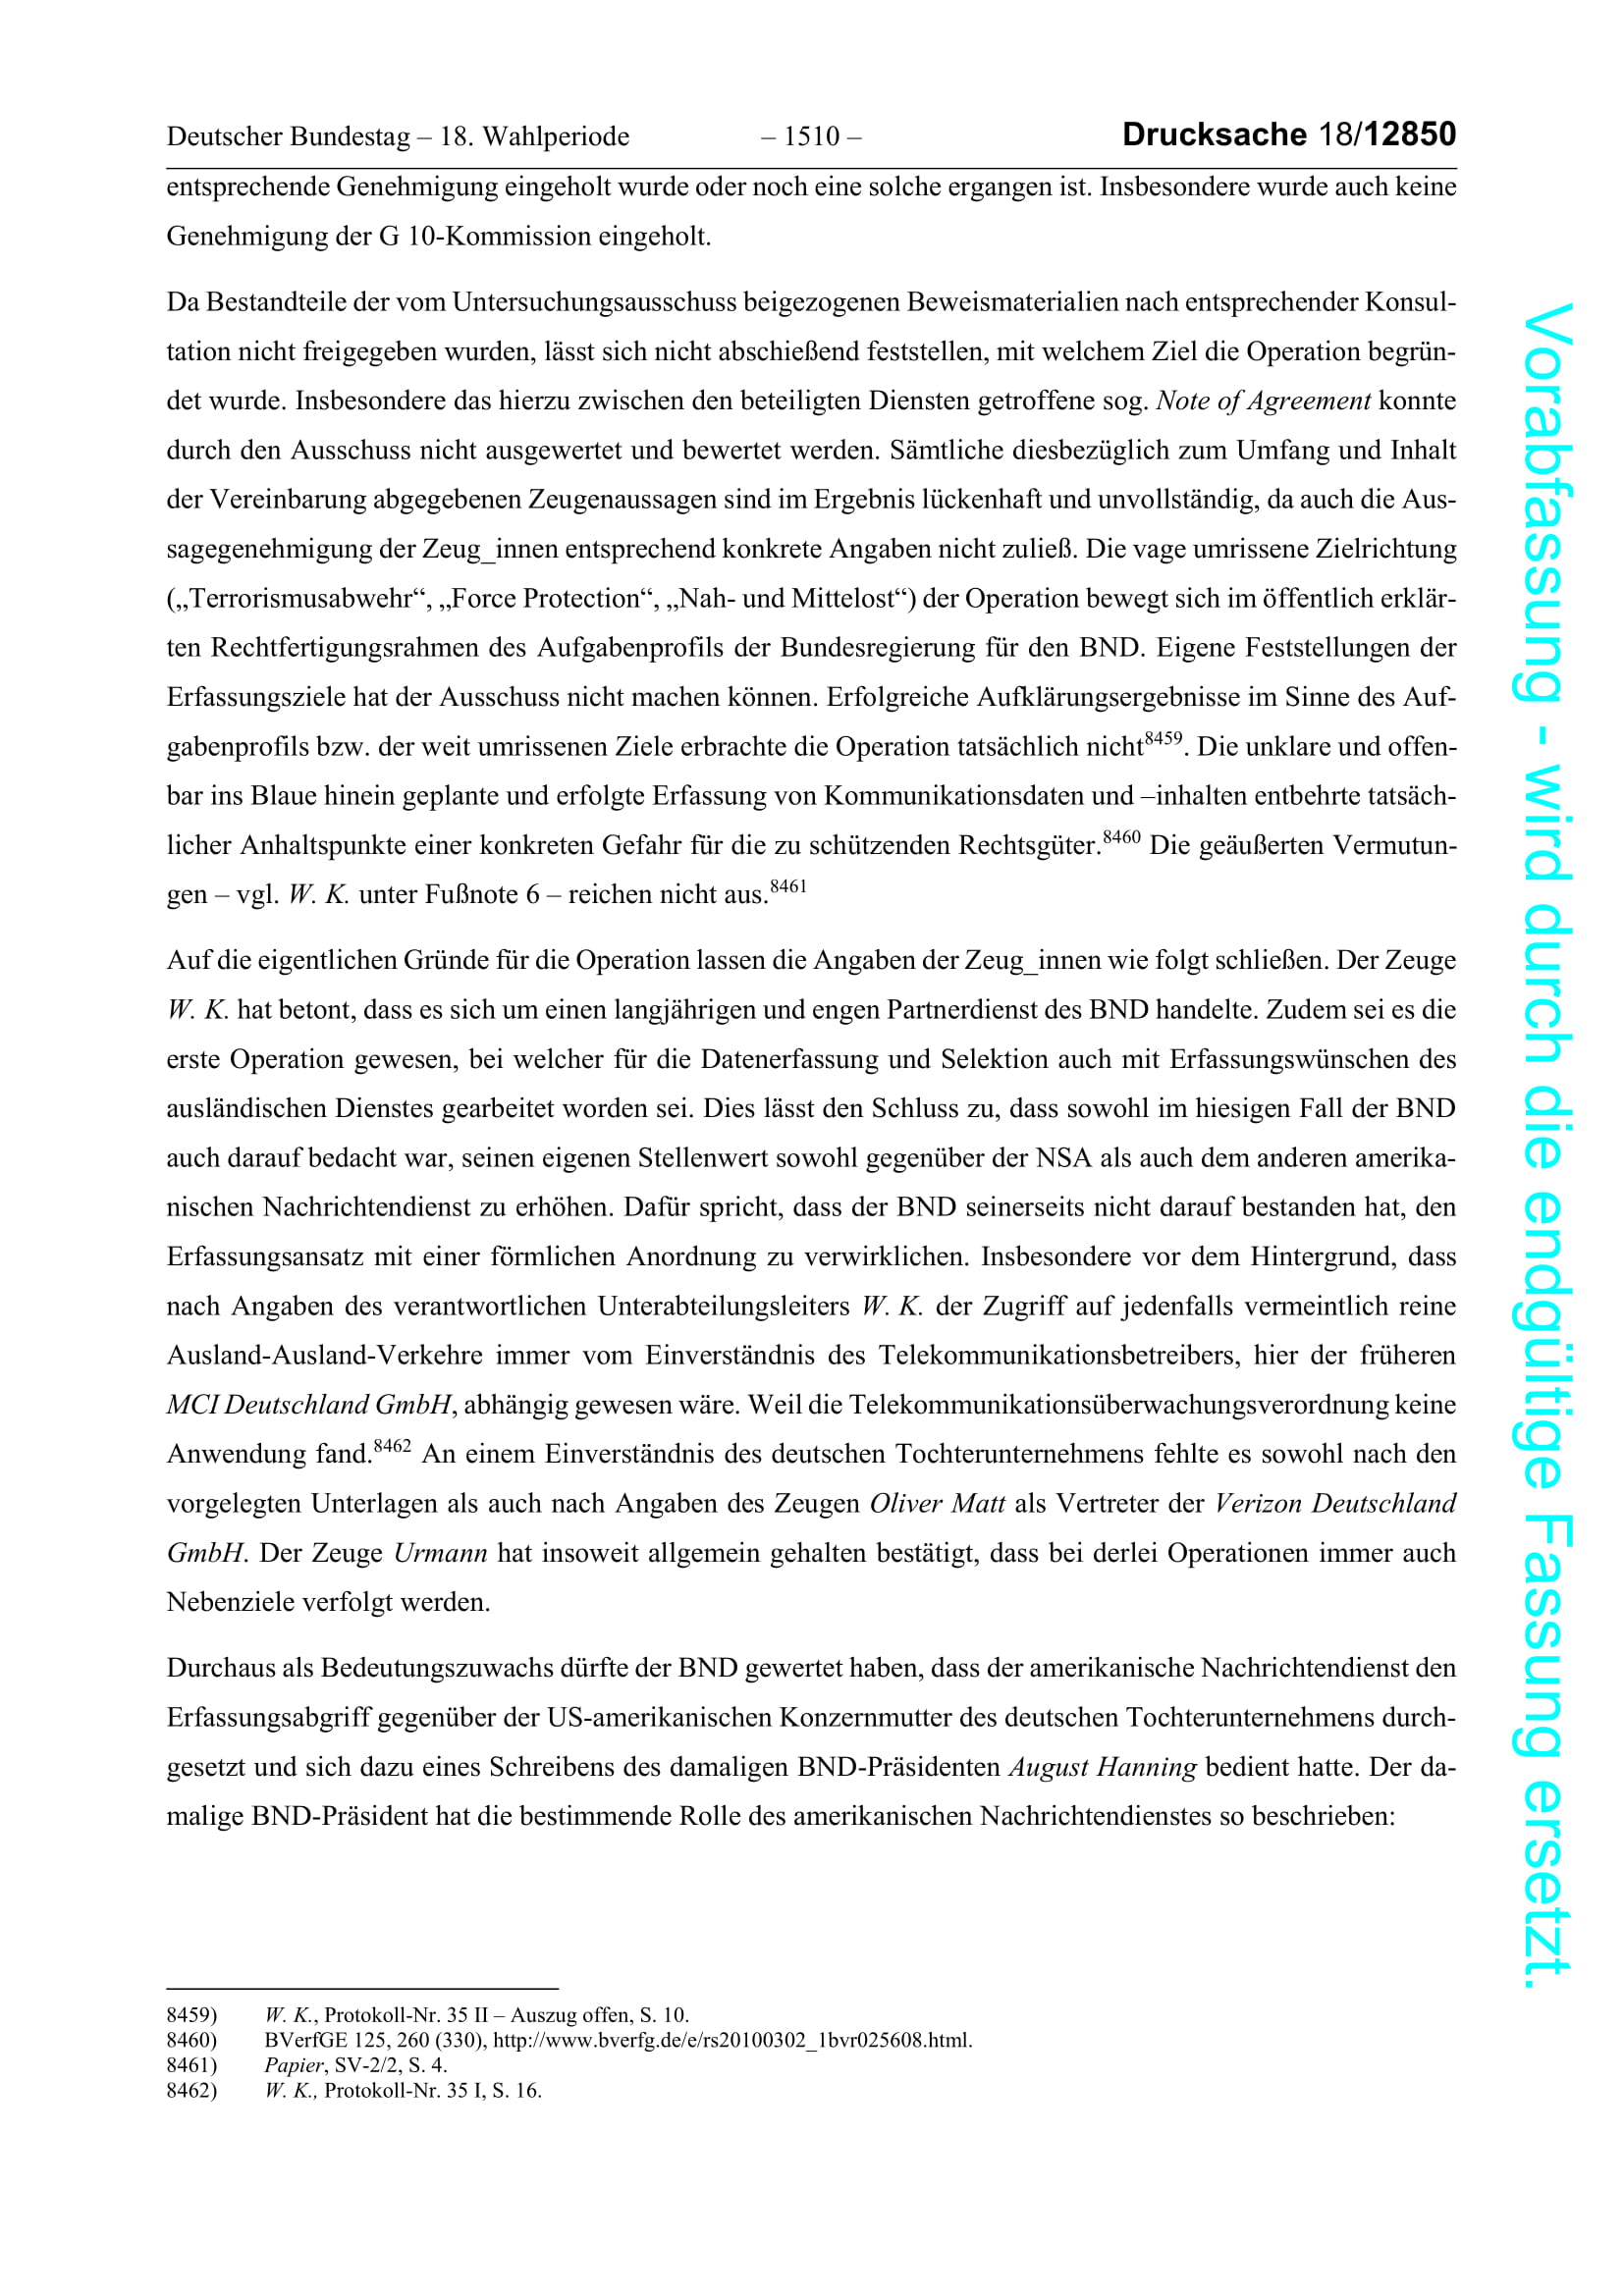 Deutscher Bundestag – 18. Wahlperiode – 1510 – Drucksache 18/12850
entsprechende Genehmigung eingeholt wurde oder noch eine solche ergangen ist. Insbesondere wurde auch keine
Genehmigung der G 10-Kommission eingeholt.
Da Bestandteile der vom Untersuchungsausschuss beigezogenen Beweismaterialien nach entsprechender Konsul-
tation nicht freigegeben wurden, lässt sich nicht abschießend feststellen, mit welchem Ziel die Operation begrün-
det wurde. Insbesondere das hierzu zwischen den beteiligten Diensten getroffene sog. Note of Agreement konnte
durch den Ausschuss nicht ausgewertet und bewertet werden. Sämtliche diesbezüglich zum Umfang und Inhalt
der Vereinbarung abgegebenen Zeugenaussagen sind im Ergebnis lückenhaft und unvollständig, da auch die Aus-
sagegenehmigung der Zeug_innen entsprechend konkrete Angaben nicht zuließ. Die vage umrissene Zielrichtung
(„Terrorismusabwehr“, „Force Protection“, „Nah- und Mittelost“) der Operation bewegt sich im öffentlich erklär-
ten Rechtfertigungsrahmen des Aufgabenprofils der Bundesregierung für den BND. Eigene Feststellungen der
Erfassungsziele hat der Ausschuss nicht machen können. Erfolgreiche Aufklärungsergebnisse im Sinne des Auf-
gabenprofils bzw. der weit umrissenen Ziele erbrachte die Operation tatsächlich nicht8459. Die unklare und offen-
bar ins Blaue hinein geplante und erfolgte Erfassung von Kommunikationsdaten und –inhalten entbehrte tatsäch-
licher Anhaltspunkte einer konkreten Gefahr für die zu schützenden Rechtsgüter.8460 Die geäußerten Vermutun-
gen – vgl. W. K. unter Fußnote 6 – reichen nicht aus.8461
Auf die eigentlichen Gründe für die Operation lassen die Angaben der Zeug_innen wie folgt schließen. Der Zeuge
W. K. hat betont, dass es sich um einen langjährigen und engen Partnerdienst des BND handelte. Zudem sei es die
erste Operation gewesen, bei welcher für die Datenerfassung und Selektion auch mit Erfassungswünschen des
ausländischen Dienstes gearbeitet worden sei. Dies lässt den Schluss zu, dass sowohl im hiesigen Fall der BND
auch darauf bedacht war, seinen eigenen Stellenwert sowohl gegenüber der NSA als auch dem anderen amerika-
nischen Nachrichtendienst zu erhöhen. Dafür spricht, dass der BND seinerseits nicht darauf bestanden hat, den
Erfassungsansatz mit einer förmlichen Anordnung zu verwirklichen. Insbesondere vor dem Hintergrund, dass
nach Angaben des verantwortlichen Unterabteilungsleiters W. K. der Zugriff auf jedenfalls vermeintlich reine
Ausland-Ausland-Verkehre immer vom Einverständnis des Telekommunikationsbetreibers, hier der früheren
MCI Deutschland GmbH, abhängig gewesen wäre. Weil die Telekommunikationsüberwachungsverordnung keine
Anwendung fand.8462 An einem Einverständnis des deutschen Tochterunternehmens fehlte es sowohl nach den
vorgelegten Unterlagen als auch nach Angaben des Zeugen Oliver Matt als Vertreter der Verizon Deutschland
GmbH. Der Zeuge Urmann hat insoweit allgemein gehalten bestätigt, dass bei derlei Operationen immer auch
Nebenziele verfolgt werden.
Durchaus als Bedeutungszuwachs dürfte der BND gewertet haben, dass der amerikanische Nachrichtendienst den
Erfassungsabgriff gegenüber der US-amerikanischen Konzernmutter des deutschen Tochterunternehmens durch-
gesetzt und sich dazu eines Schreibens des damaligen BND-Präsidenten August Hanning bedient hatte. Der da-
malige BND-Präsident hat die bestimmende Rolle des amerikanischen Nachrichtendienstes so beschrieben:
8459) W. K., Protokoll-Nr. 35 II – Auszug offen, S. 10.
8460) BVerfGE 125, 260 (330), http://www.bverfg.de/e/rs20100302_1bvr025608.html.
8461) Papier, SV-2/2, S. 4.
8462) W. K., Protokoll-Nr. 35 I, S. 16.
Vorabfassung - wird durch die endgültige Fassung ersetzt.